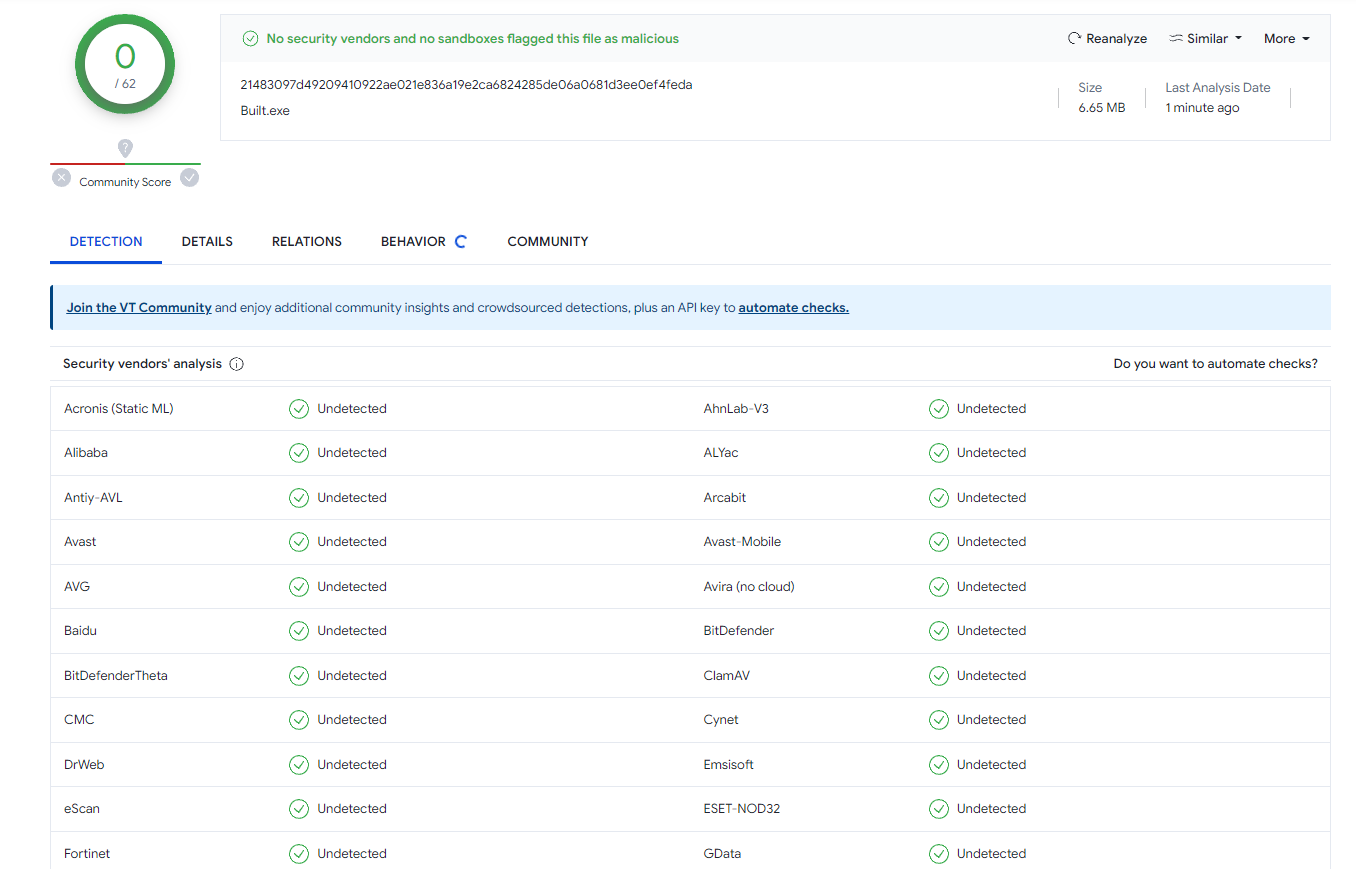 0
/ 62
Community Score
No security vendors and no sandboxes flagged this file as malicious
Reanalyze Similar More
21483097d49209410922ae021e836a19e2ca6824285de06a0681d3ee0ef4feda
Built.exe
Size
6.65 MB
Last Analysis Date
1 minute ago
DETECTION DETAILS RELATIONS BEHAVIOR COMMUNITY
Join the VT Community and enjoy additional community insights and crowdsourced detections, plus an API key to automate checks.
Security vendors' analysis Do you want to automate checks?
Acronis (Static ML) Undetected AhnLab-V3 Undetected
Alibaba Undetected ALYac Undetected
Antiy-AVL Undetected Arcabit Undetected
Avast Undetected Avast-Mobile Undetected
AVG Undetected Avira (no cloud) Undetected
Baidu Undetected BitDefender Undetected
BitDefenderTheta Undetected ClamAV Undetected
CMC Undetected Cynet Undetected
DrWeb Undetected Emsisoft Undetected
eScan Undetected ESET-NOD32 Undetected
Fortinet Undetected GData Undetected